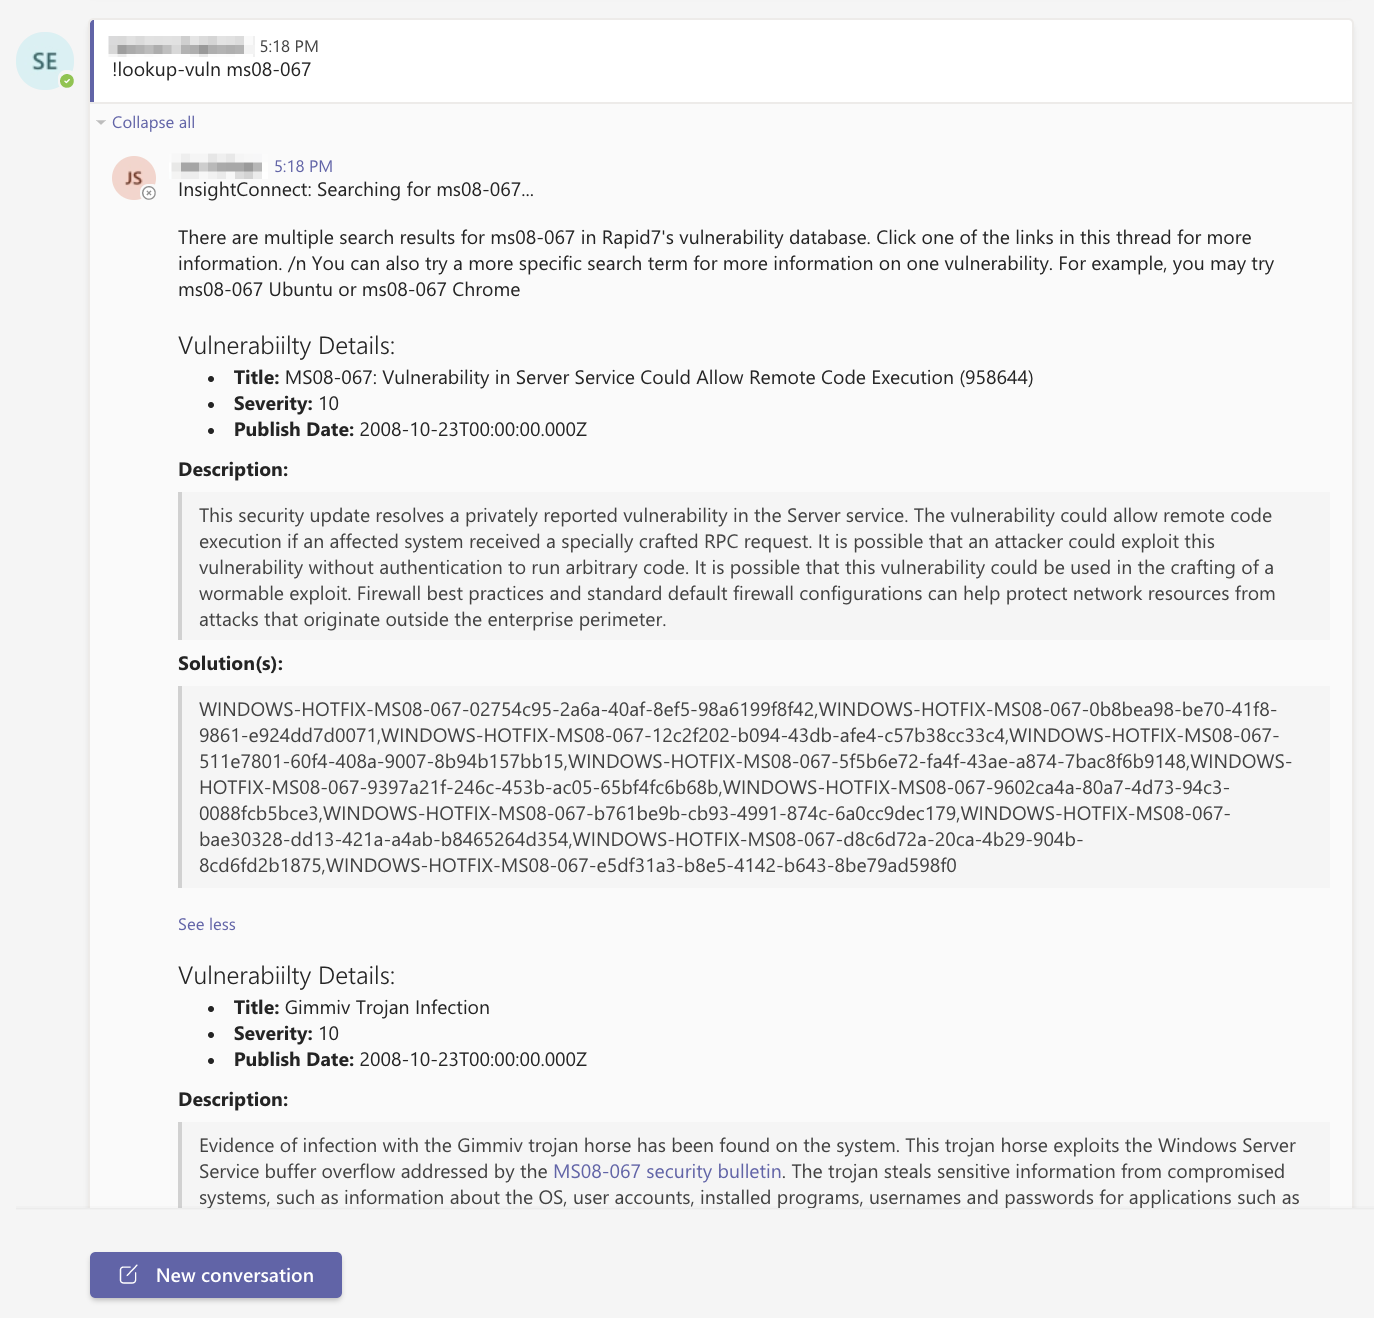 SE
5:18 PM
!lookup-vuln ms08-067
Collapse all
JS
5:18 PM
InsightConnect: Searching for ms08-067...
There are multiple search results for ms08-067 in Rapid7's vulnerability database. Click one of the links in this thread for more
information. /n You can also try a more specific search term for more information on one vulnerability. For example, you may try
ms08-067 Ubuntu or ms08-067 Chrome
Vulnerabiilty Details:
• Title: MS08-067: Vulnerability in Server Service Could Allow Remote Code Execution (958644)
• Severity: 10
• Publish Date: 2008-10-23T00:00:00.000Z
Description:
This security update resolves a privately reported vulnerability in the Server service. The vulnerability could allow remote code
execution if an affected system received a specially crafted RPC request. It is possible that an attacker could exploit this
vulnerability without authentication to run arbitrary code. It is possible that this vulnerability could be used in the crafting of a
wormable exploit. Firewall best practices and standard default firewall configurations can help protect network resources from
attacks that originate outside the enterprise perimeter.
Solution(s):
WINDOWS-HOTFIX-MS08-067-02754c95-2a6a-40af-8ef5-98a6199f8f42,WINDOWS-HOTFIX-MS08-067-0b8bea98-be70-41f8-
9861-e924dd7d0071,WINDOWS-HOTFIX-MS08-067-12c2f202-b094-43db-afe4-c57b38cc33c4,WINDOWS-HOTFIX-MS08-067-
511e7801-60f4-408a-9007-8b94b157bb15,WINDOWS-HOTFIX-MS08-067-5f5b6e72-fa4f-43ae-a874-7bac8f6b9148,WINDOWS-
HOTFIX-MS08-067-9397a21f-246c-453b-ac05-65bf4fc6b68b,WINDOWS-HOTFIX-MS08-067-9602ca4a-80a7-4d73-94c3-
0088fcb5bce3,WINDOWS-HOTFIX-MS08-067-b761be9b-cb93-4991-874c-6a0cc9dec179,WINDOWS-HOTFIX-MS08-067-
bae30328-dd13-421a-a4ab-b8465264d354,WINDOWS-HOTFIX-MS08-067-d8c6d72a-20ca-4b29-904b-
8cd6fd2b1875,WINDOWS-HOTFIX-MS08-067-e5df31a3-b8e5-4142-b643-8be79ad598f0
See less
Vulnerabiilty Details:
• Title: Gimmiv Trojan Infection
• Severity: 10
• Publish Date: 2008-10-23T00:00:00.000Z
Description:
Evidence of infection with the Gimmiv trojan horse has been found on the system. This trojan horse exploits the Windows Server
Service buffer overflow addressed by the MS08-067 security bulletin. The trojan steals sensitive information from compromised
systems, such as information about the OS, user accounts, installed programs, usernames and passwords for applications such as
New conversation